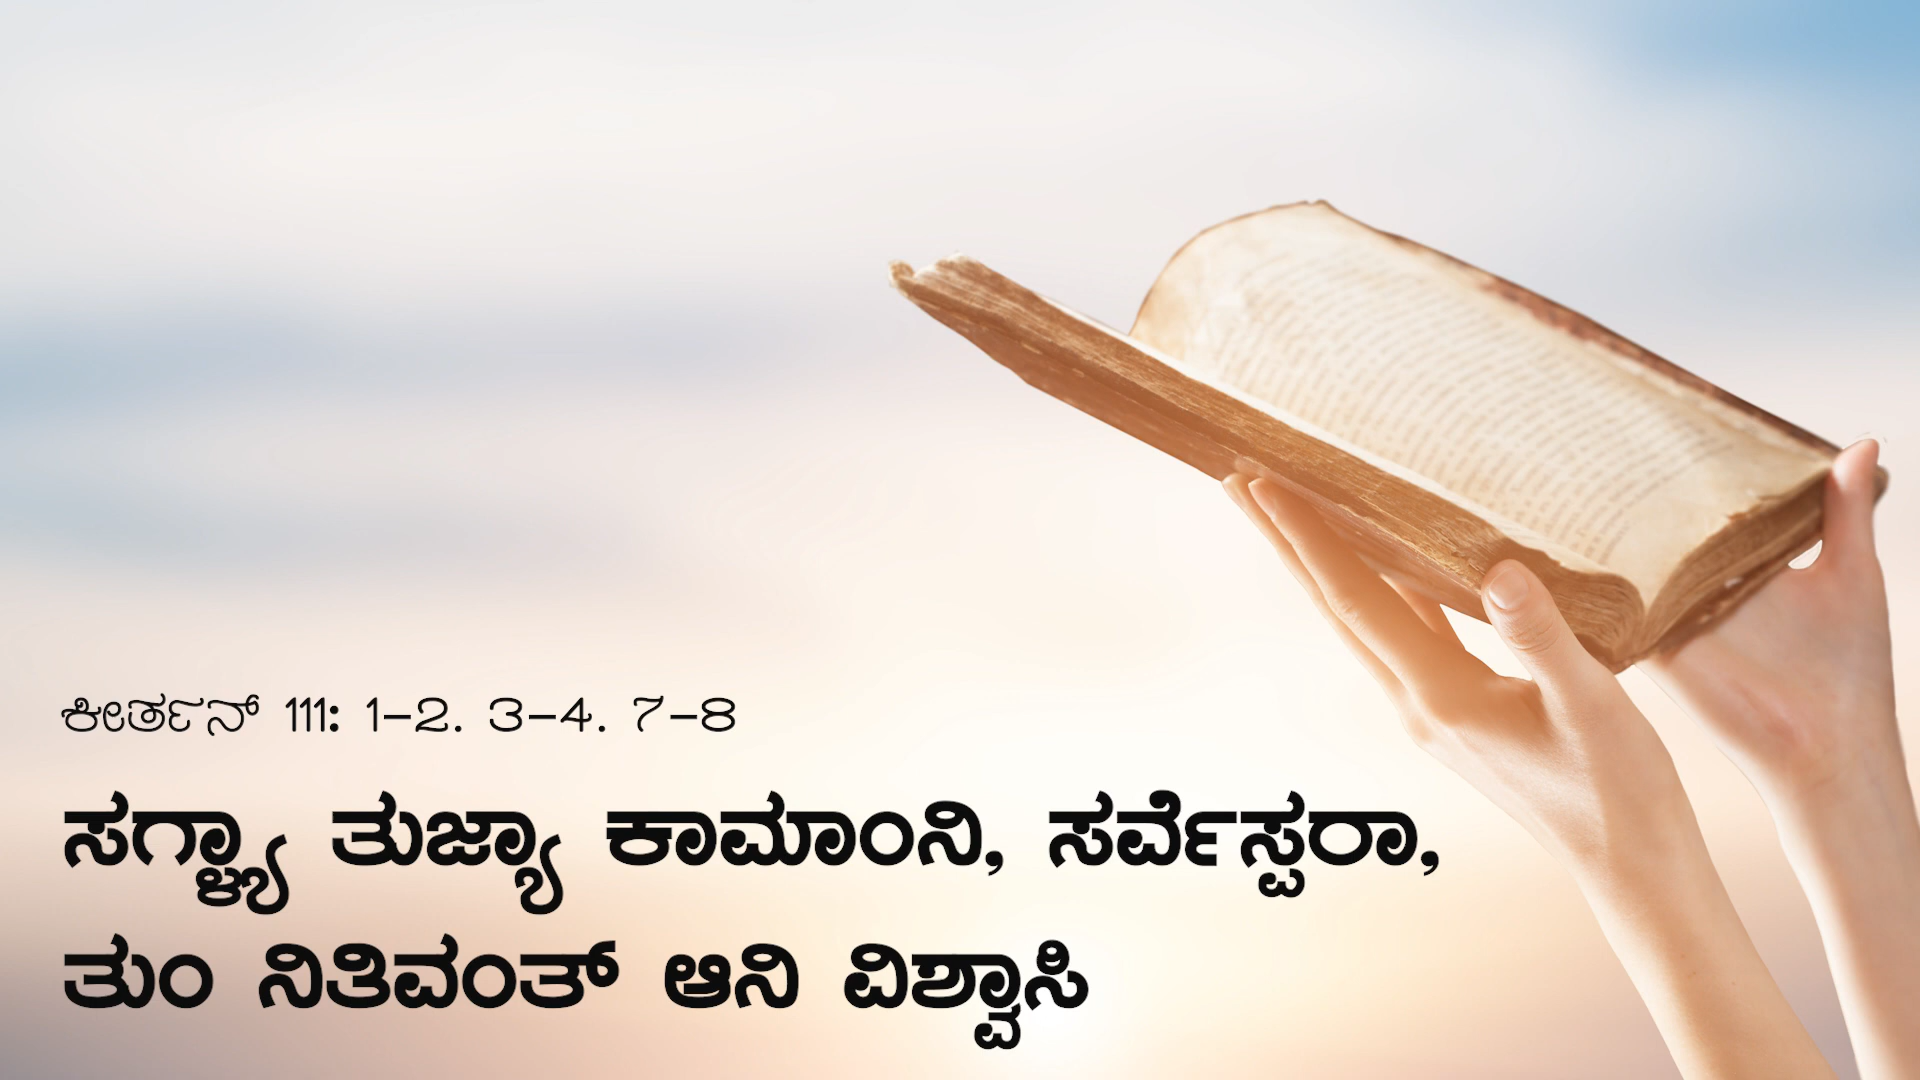 ಕೀರ್ತನ್ 111: 1-2. 3-4. 7-8
ಸಗ್ಳ್ಯಾ ತುಜ್ಯಾ ಕಾಮಾಂನಿ, ಸರ್ವೆಸ್ಪರಾ,
ತುಂ ನಿತಿವಂತ್ ಆನಿ ವಿಶ್ವಾಸಿ